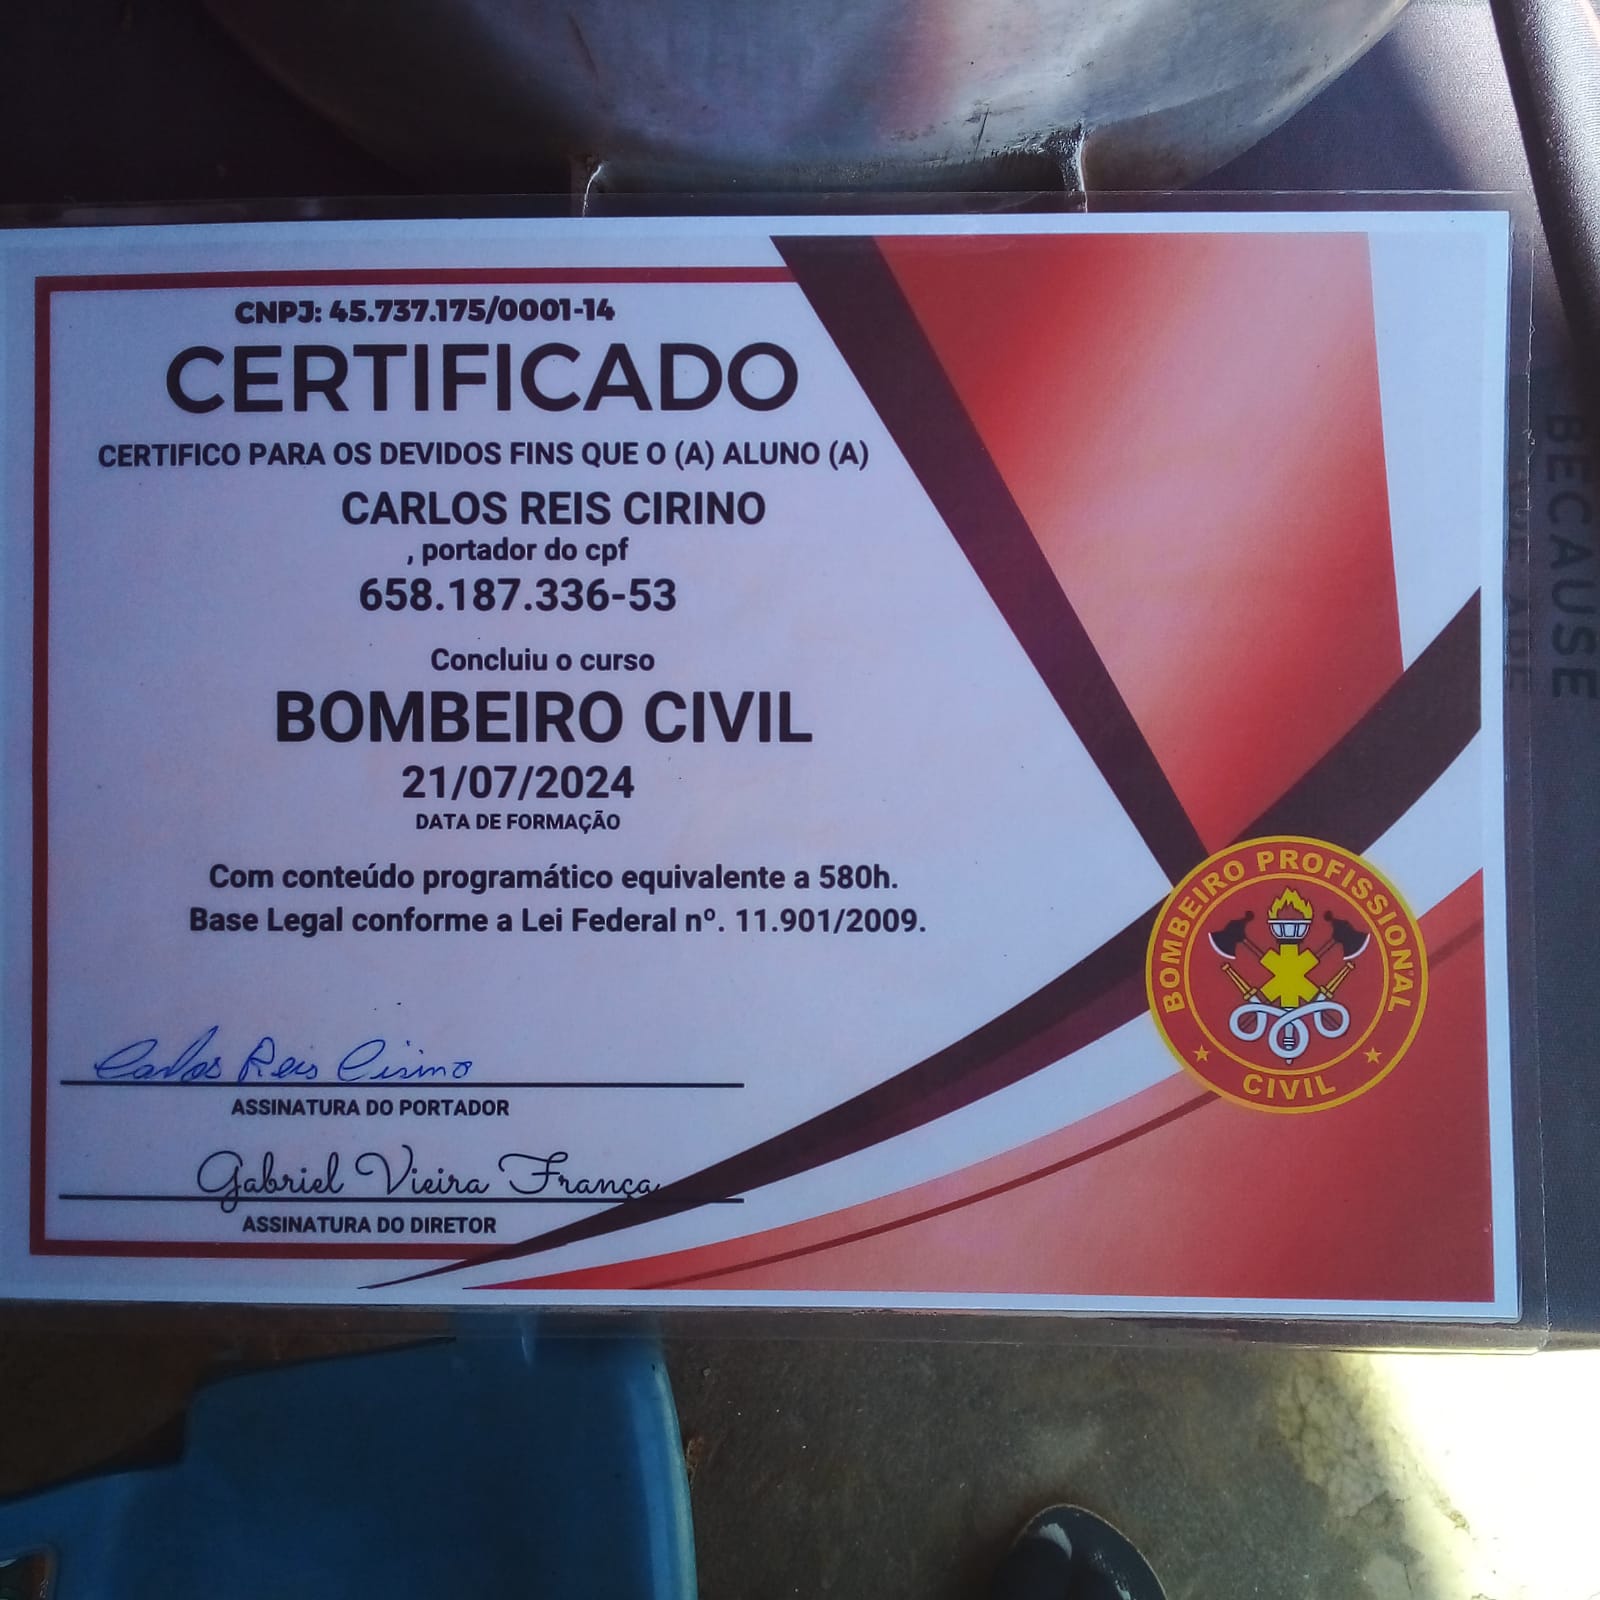 CNPJ: 45.737.175/0001-14
CERTIFICADO
CERTIFICO PARA OS DEVIDOS FINS QUE O (A) ALUNO (A)
CARLOS REIS CIRINO
, portador do cpf
658.187.336-53
Concluiu o curso
BOMBEIRO CIVIL
21/07/2024
DATA DE FORMAÇÃO
Com conteúdo programático equivalente a 580h.
Base Legal conforme a Lei Federal nº. 11.901/2009.
Carlos Reis Cirino
ASSINATURA DO PORTADOR
Gabriel Vieira França
ASSINATURA DO DIRETOR
BOMBEIRO PROFISSIONAL
CIVIL
BECAUSE